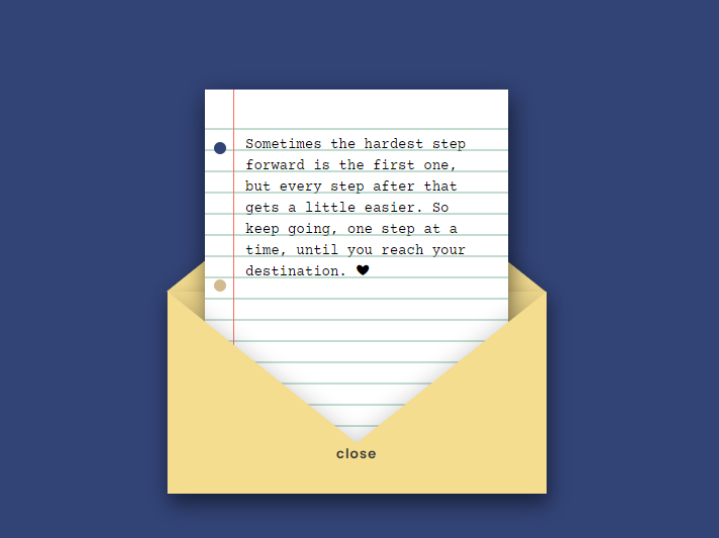 Sometimes the hardest step
forward is the first one,
but every step after that
gets a little easier. So
keep going, one step at a
time, until you reach your
destination. 🖤
close